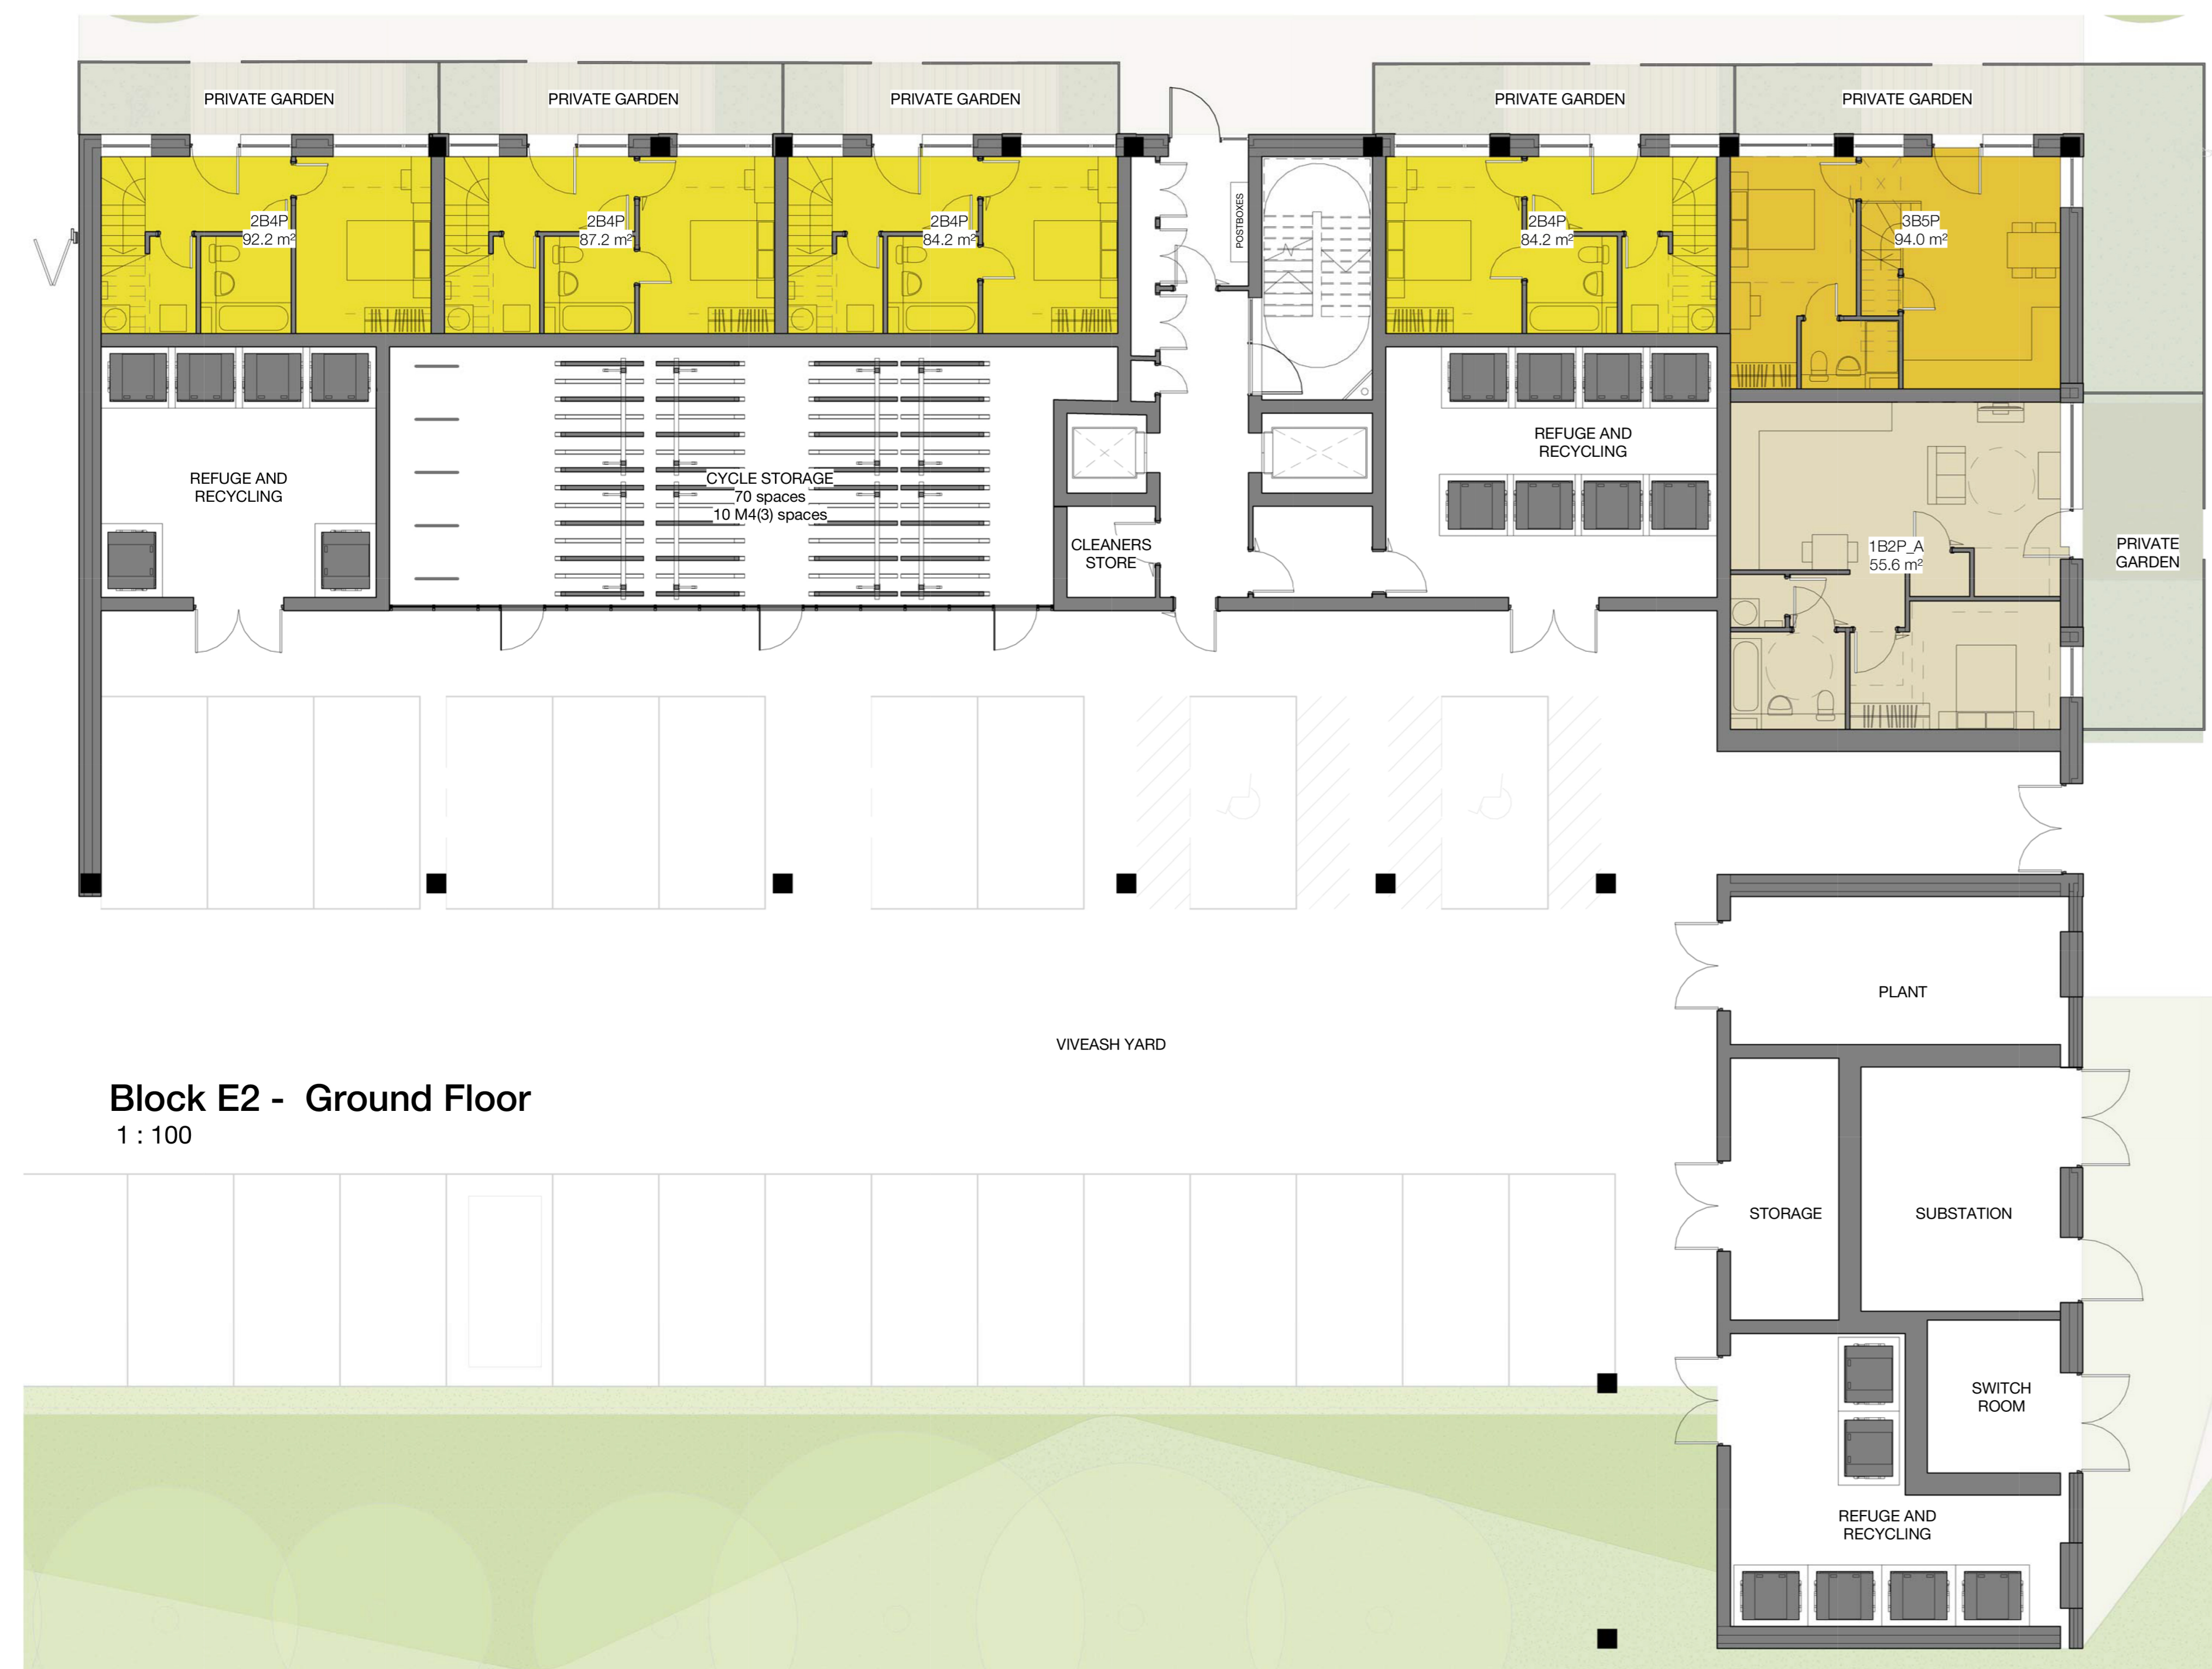 PRIVATE GARDEN
PRIVATE GARDEN
PRIVATE GARDEN
PRIVATE GARDEN
PRIVATE GARDEN
2B4P
92.2 m²
2B4P
87.2 m²
2B4P
84.2 m²
POSTBOXES
2B4P
84.2 m²
3B5P
94.0 m²
REFUGE AND
RECYCLING
CYCLE STORAGE
70 spaces
10 M4(3) spaces
CLEANERS
STORE
REFUGE AND
RECYCLING
1B2P_A
55.6 m²
PRIVATE
GARDEN
PLANT
VIVEASH YARD
Block E2 - Ground Floor
1 : 100
STORAGE
SUBSTATION
SWITCH
ROOM
REFUGE AND
RECYCLING